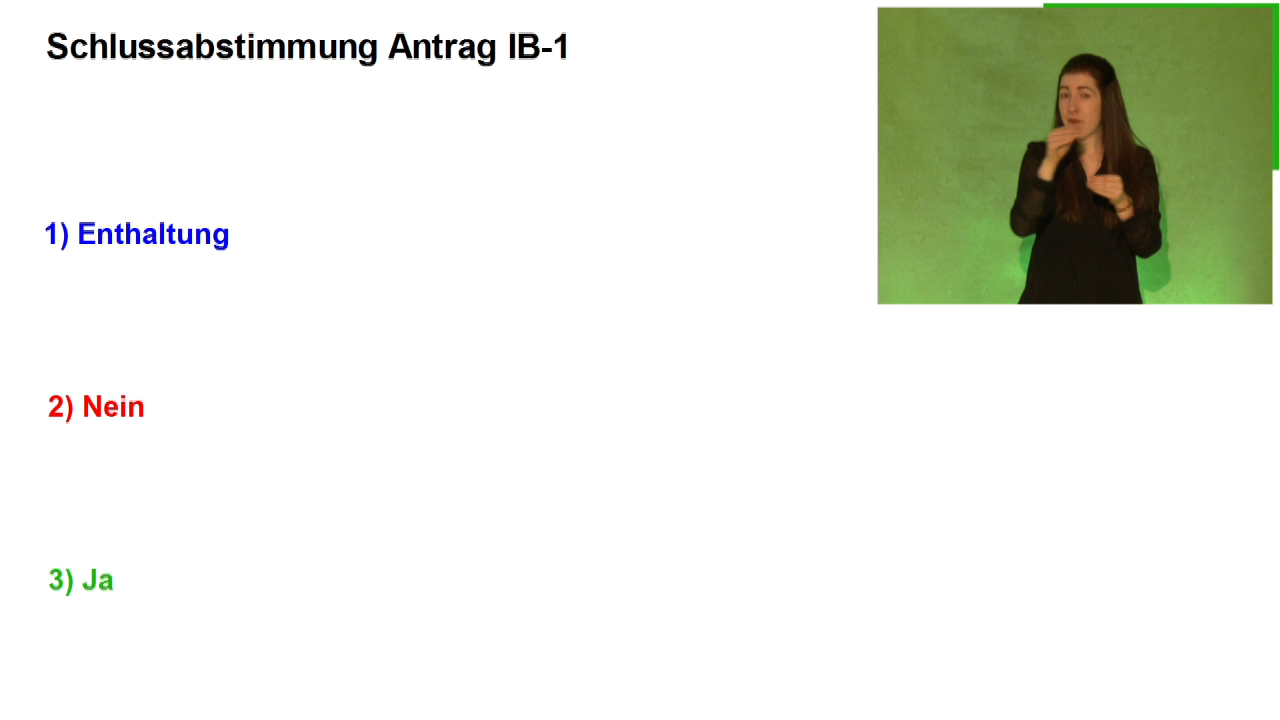 Schlussabstimmung Antrag IB-1
1) Enthaltung
2) Nein
3) Ja